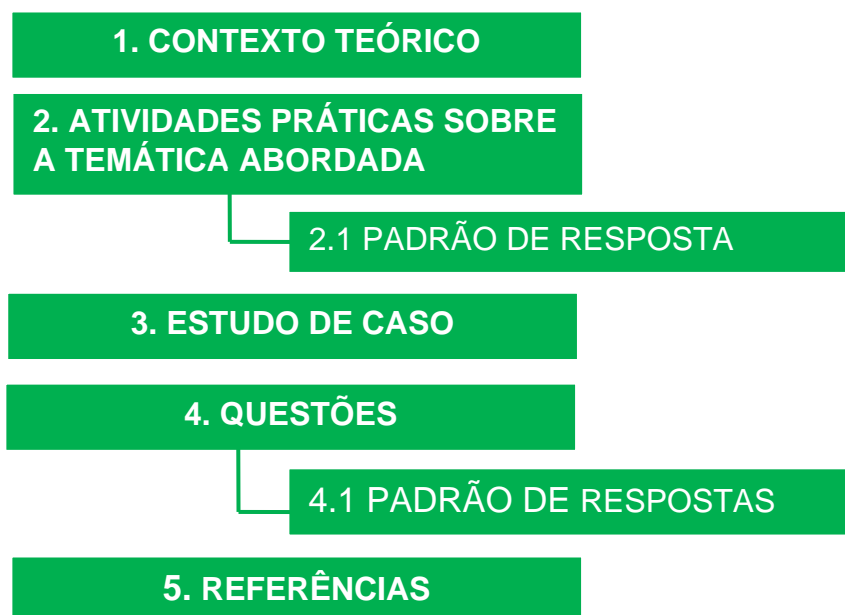 1. CONTEXTO TEÓRICO
2. ATIVIDADES PRÁTICAS SOBRE
A TEMÁTICA ABORDADA
2.1 PADRÃO DE RESPOSTA
3. ESTUDO DE CASO
4. QUESTÕES
4.1 PADRÃO DE RESPOSTAS
5. REFERÊNCIAS